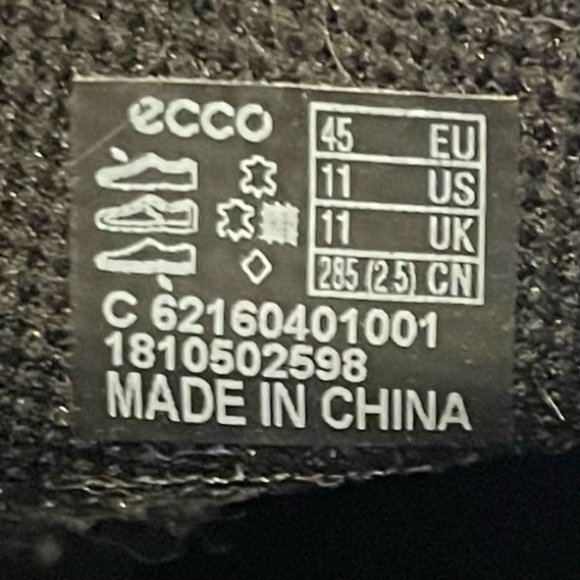 ecco
45 EU
11 US
11 UK
285 (2.5) CN
C 62160401001
1810502598
MADE IN CHINA